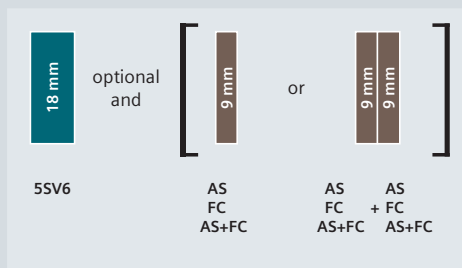 18 mm
optional
and
9 mm
or
9 mm
9 mm
5SV6
AS
FC
AS+FC
AS AS
FC + FC
AS+FC AS+FC